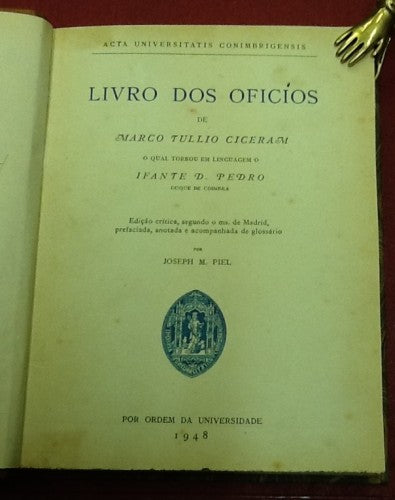 ACTA UNIVERSITATIS CONIMBRIGENSIS
LIVRO DOS OFICÍOS
DE
MARCO TULLIO CICERAM
O QUAL TORNOU EM LINGUAGEM O
IFANTE D. PEDRO
DUQUE DE COIMBRA
Edição crítica, segundo o ms. de Madrid,
prefaciada, anotada e acompanhada de glossário
POR
JOSEPH M. PIEL
POR ORDEM DA UNIVERSIDADE
1948